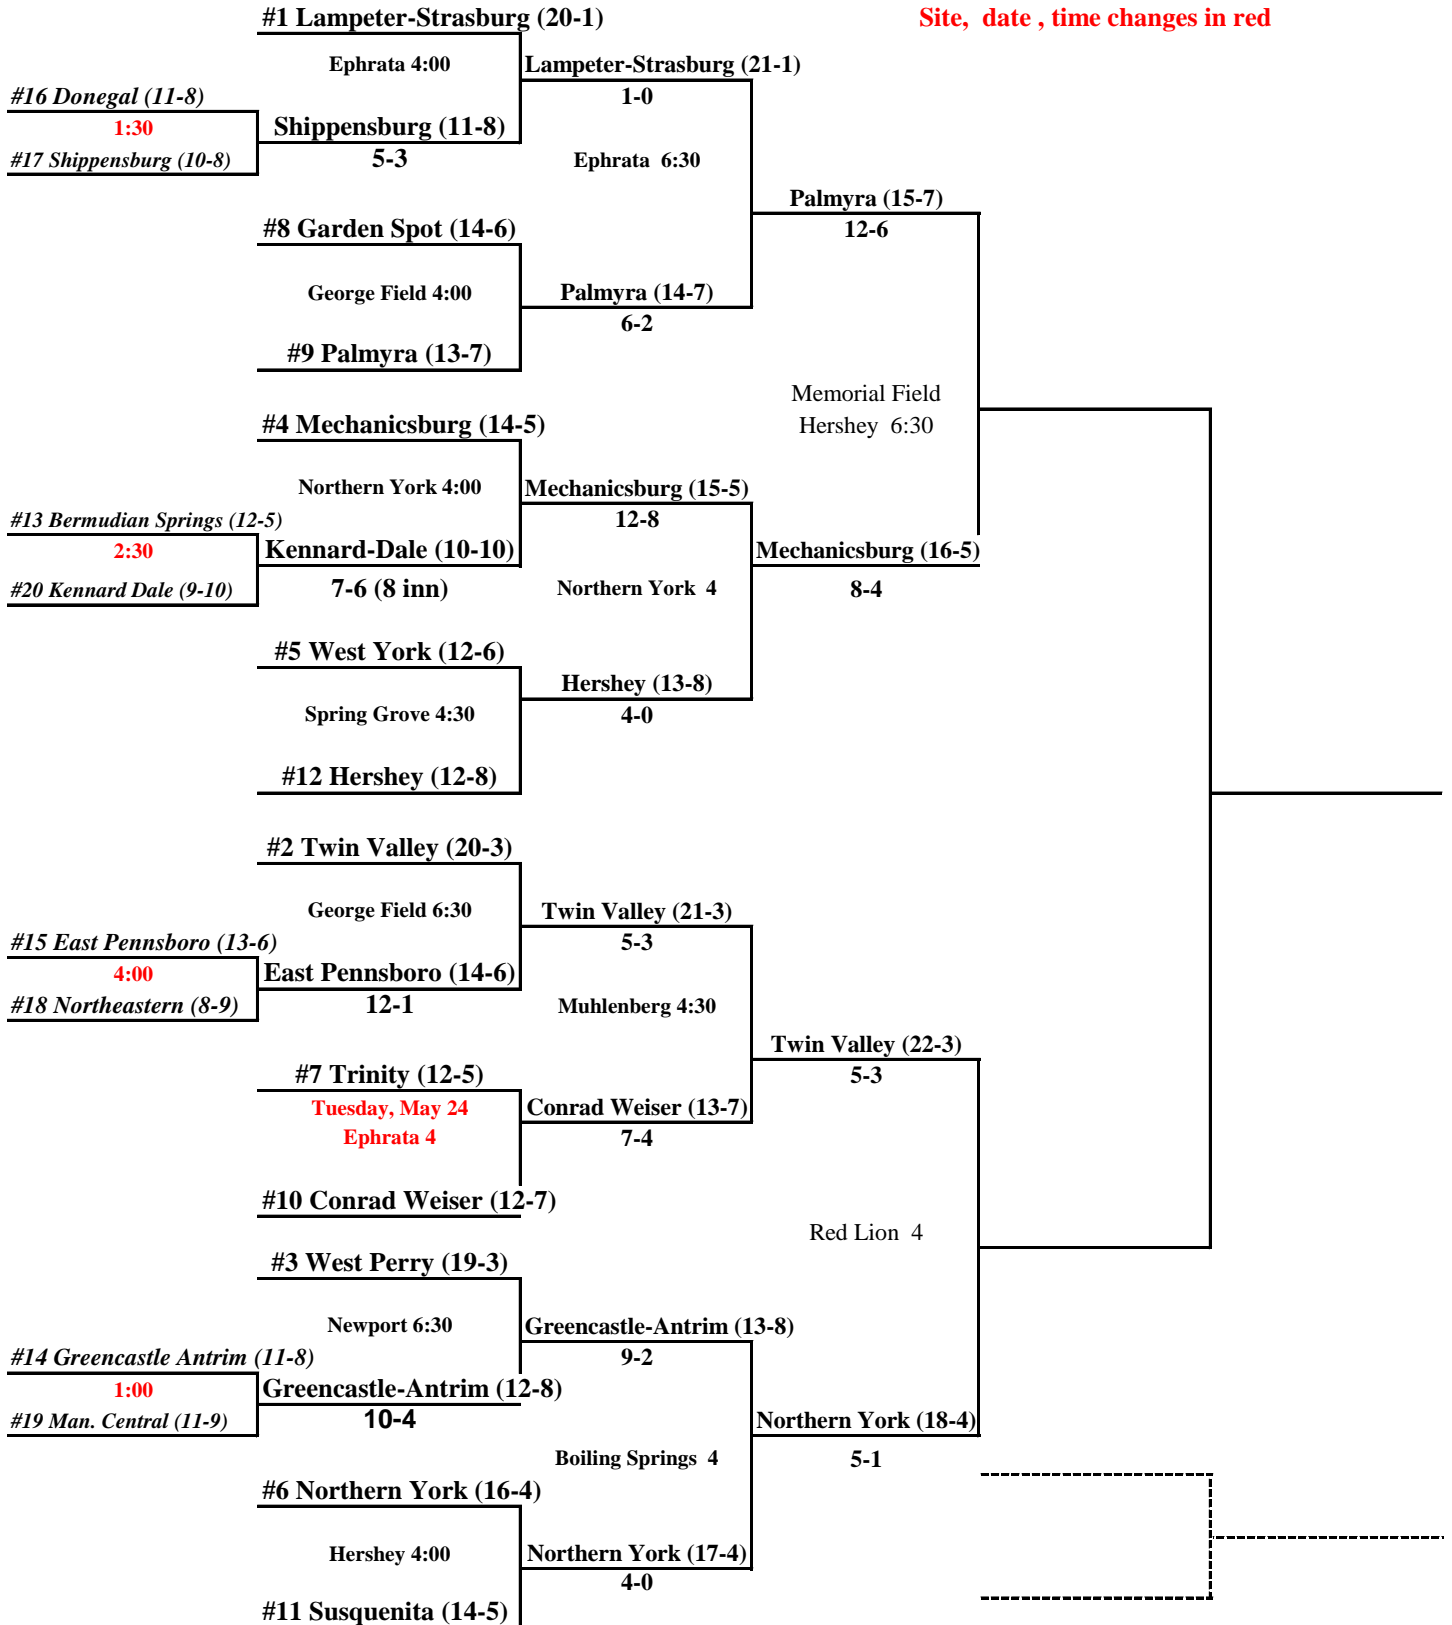 #1 Lampeter-Strasburg (20-1)
Site, date , time changes in red
Ephrata 4:00
Lampeter-Strasburg (21-1)
#16 Donegal (11-8)
1-0
1:30
Shippensburg (11-8)
#17 Shippensburg (10-8)
5-3
Ephrata 6:30
Palmyra (15-7)
#8 Garden Spot (14-6)
12-6
George Field 4:00
Palmyra (14-7)
6-2
#9 Palmyra (13-7)
Memorial Field
#4 Mechanicsburg (14-5)
Hershey 6:30
Northern York 4:00
Mechanicsburg (15-5)
#13 Bermudian Springs (12-5)
12-8
2:30
Kennard-Dale (10-10)
Mechanicsburg (16-5)
#20 Kennard Dale (9-10)
7-6 (8 inn)
Northern York 4
8-4
#5 West York (12-6)
Hershey (13-8)
Spring Grove 4:30
4-0
#12 Hershey (12-8)
#2 Twin Valley (20-3)
George Field 6:30
Twin Valley (21-3)
#15 East Pennsboro (13-6)
5-3
4:00
East Pennsboro (14-6)
#18 Northeastern (8-9)
12-1
Muhlenberg 4:30
Twin Valley (22-3)
#7 Trinity (12-5)
5-3
Tuesday, May 24
Conrad Weiser (13-7)
Ephrata 4
7-4
#10 Conrad Weiser (12-7)
Red Lion 4
#3 West Perry (19-3)
Newport 6:30
Greencastle-Antrim (13-8)
#14 Greencastle Antrim (11-8)
9-2
1:00
Greencastle-Antrim (12-8)
#19 Man. Central (11-9)
10-4
Northern York (18-4)
Boiling Springs 4
5-1
#6 Northern York (16-4)
Hershey 4:00
Northern York (17-4)
4-0
#11 Susquenita (14-5)